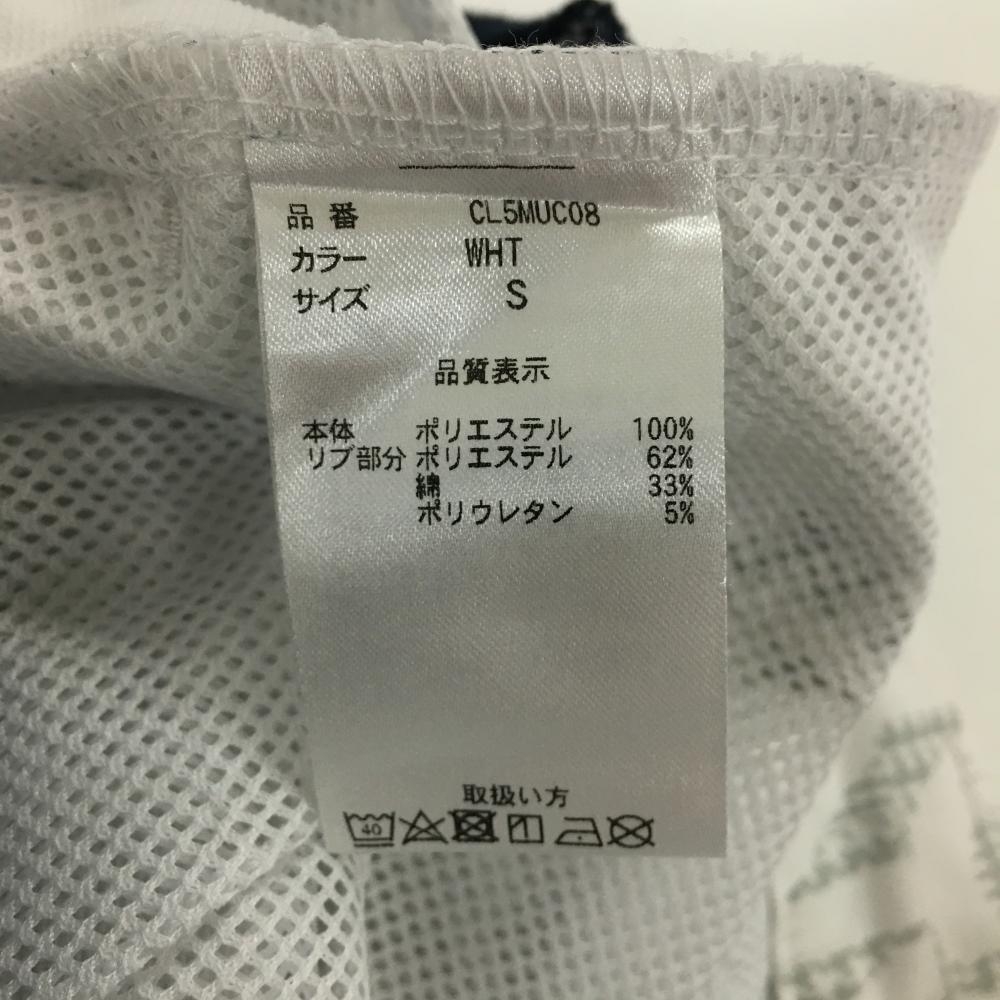 品番 CL5MUC08
カラー WHT
サイズ S
品質表示
本体 ポリエステル 100%
リブ部分 ポリエステル 62%
綿 33%
ポリウレタン 5%
取扱い方
40